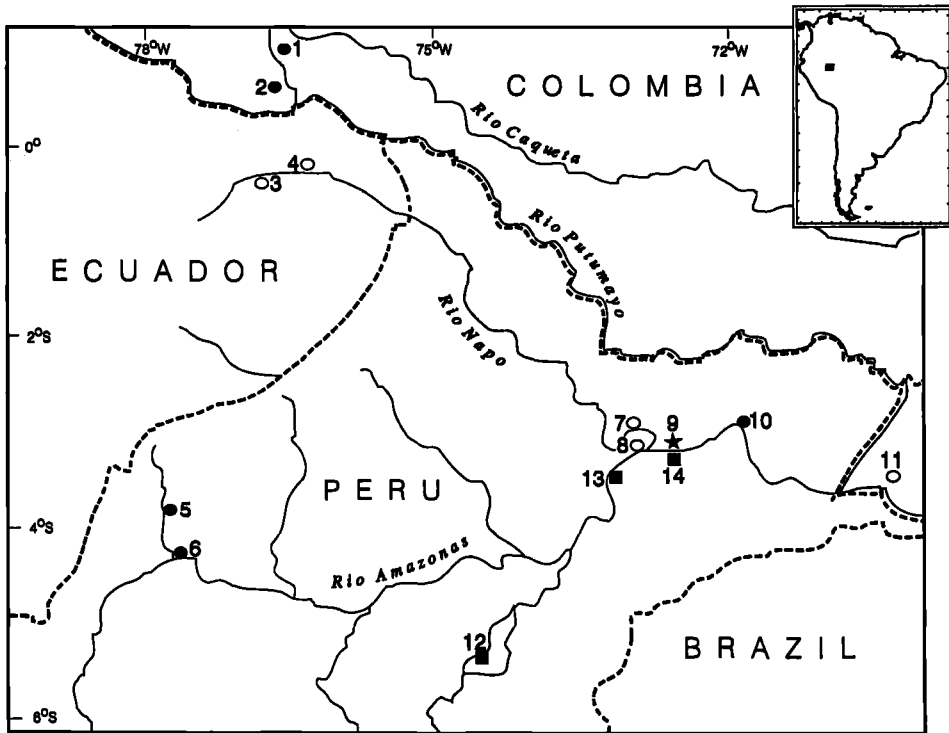 78°W
75°W
72°W
1
2
COLOMBIA
Rio Caqueta
0°
4
3
ECUADOR
Rio Putumayo
Rio Napo
2°S
7
9
10
8
11
13
14
PERU
5
4°S
6
Rio Amazonas
12
BRAZIL
6°S